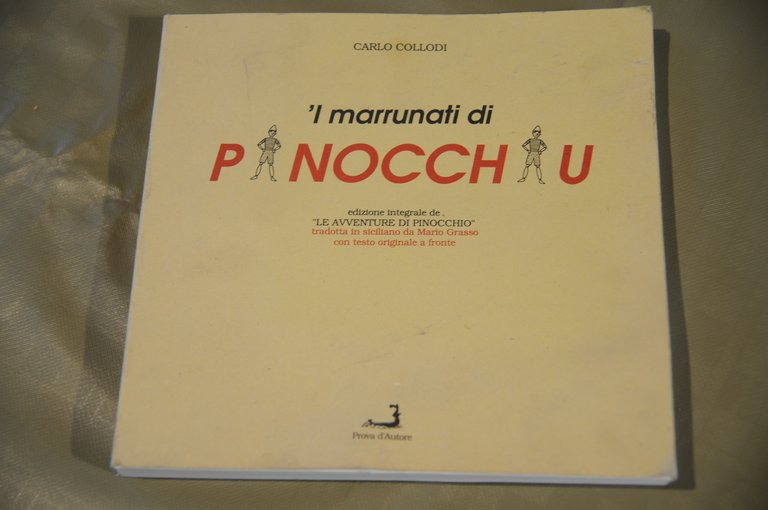 CARLO COLLODI
'I marrunati di
PINOCCHIU
edizione integrale de .
"LE AVVENTURE DI PINOCCHIO"
tradotta in siciliano da Mario Grasso
con testo originale a fronte
Prova d'Autore